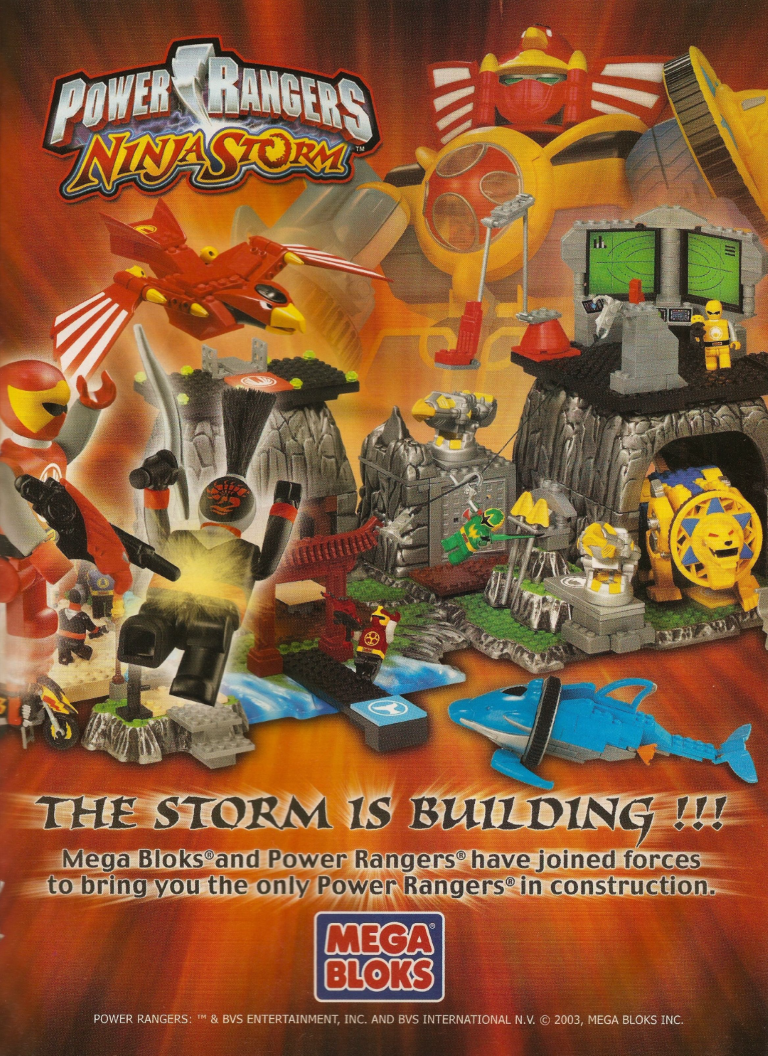 POWER RANGERS
NINJA STORM™
THE STORM IS BUILDING !!!
Mega Bloks® and Power Rangers® have joined forces
to bring you the only Power Rangers® in construction.
MEGA®
BLOKS
POWER RANGERS: ™ & BVS ENTERTAINMENT, INC. AND BVS INTERNATIONAL N.V. © 2003, MEGA BLOKS INC.